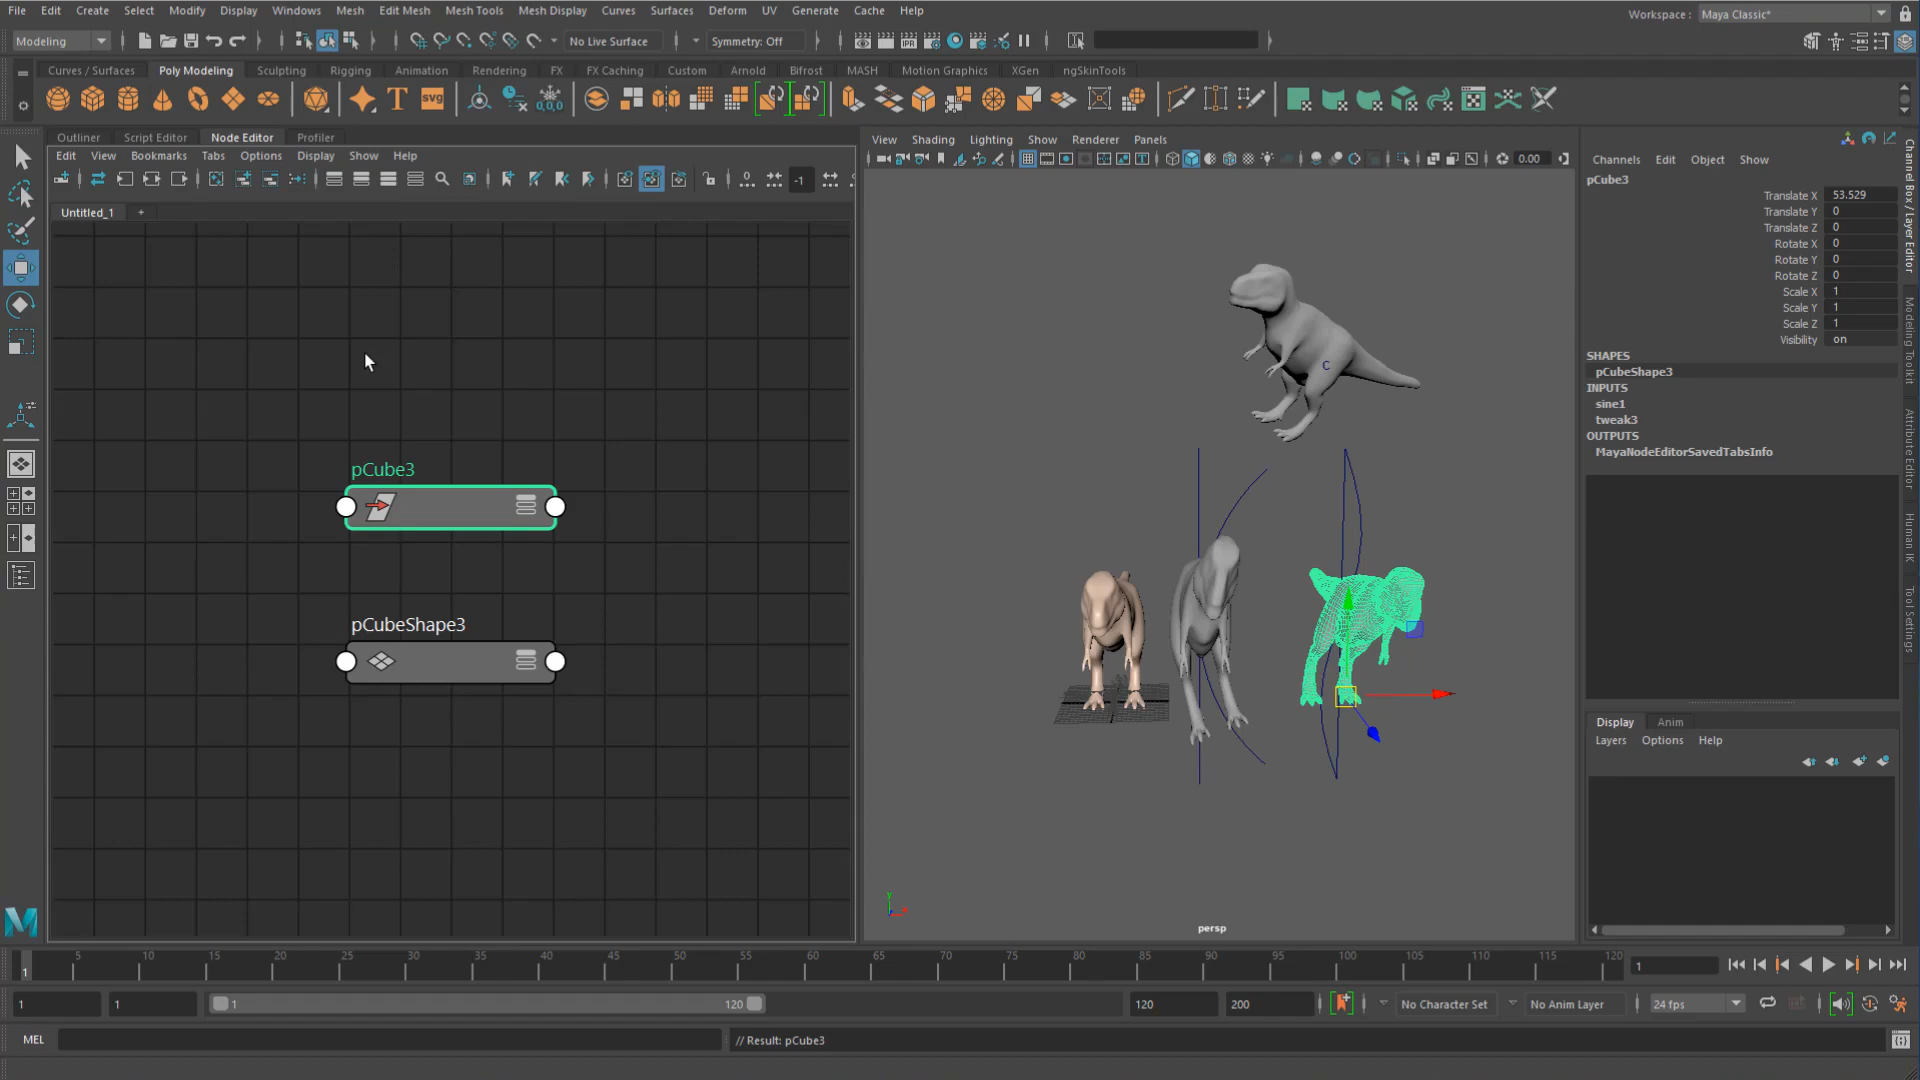 File Edit Create Select Modify Display Windows Mesh Edit Mesh Mesh Tools Mesh Display Curves Surfaces Deform UV Generate Cache Help
Workspace : Maya Classic*
Modeling
No Live Surface
Symmetry: Off
Curves / Surfaces Poly Modeling Sculpting Rigging Animation Rendering FX FX Caching Custom Arnold Bifrost MASH Motion Graphics XGen ngSkinTools
T
svg
0,0,0
IPR
Outliner Script Editor Node Editor Profiler
Edit View Bookmarks Tabs Options Display Show Help
-1
Untitled_1 +
pCube3
pCubeShape3
View Shading Lighting Show Renderer Panels
0.00
C
persp
y
Channels Edit Object Show
pCube3
Translate X 53.529
Translate Y 0
Translate Z 0
Rotate X 0
Rotate Y 0
Rotate Z 0
Scale X 1
Scale Y 1
Scale Z 1
Visibility on
SHAPES
pCubeShape3
INPUTS
sine1
tweak3
OUTPUTS
MayaNodeEditorSavedTabsInfo
Display Anim
Layers Options Help
Channel Box / Layer Editor
Modeling Toolkit
Attribute Editor
Human IK
Tool Settings
5 10 15 20 25 30 35 40 45 50 55 60 65 70 75 80 85 90 95 100 105 110 115 120
1
1
1 1 1 120 120 200 No Character Set No Anim Layer 24 fps
MEL // Result: pCube3